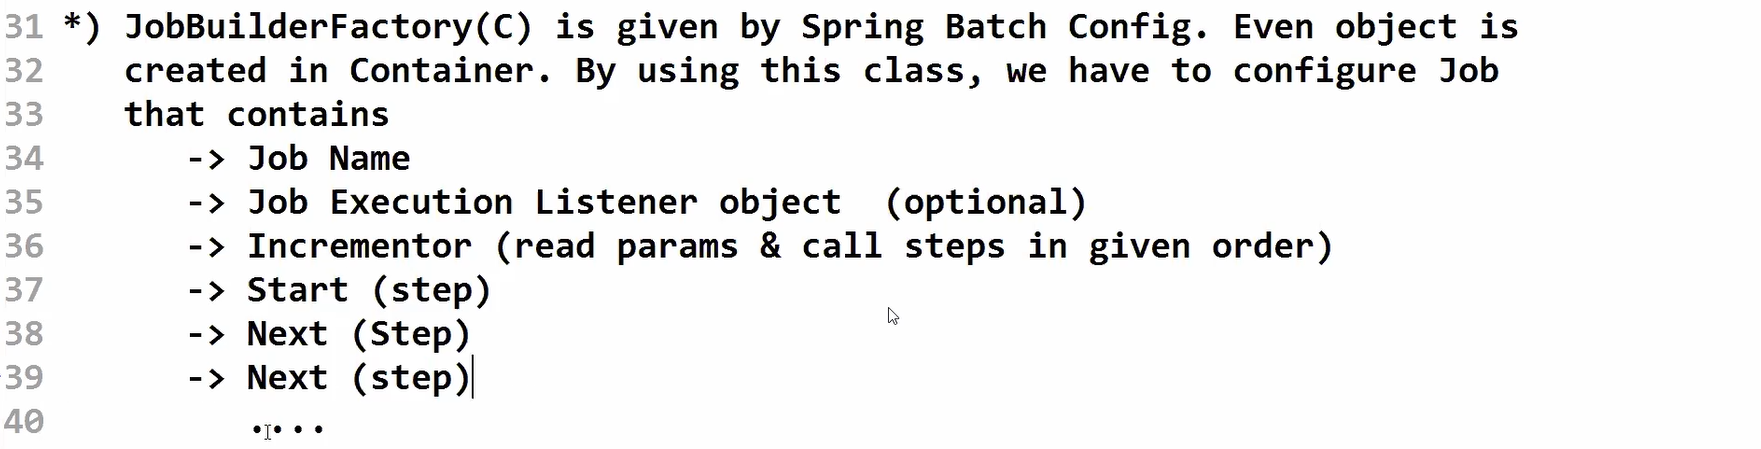 31 *) JobBuilderFactory(C) is given by Spring Batch Config. Even object is
32 created in Container. By using this class, we have to configure Job
33 that contains
34 -> Job Name
35 -> Job Execution Listener object (optional)
36 -> Incrementor (read params & call steps in given order)
37 -> Start (step)
38 -> Next (Step)
39 -> Next (step)
40 ....